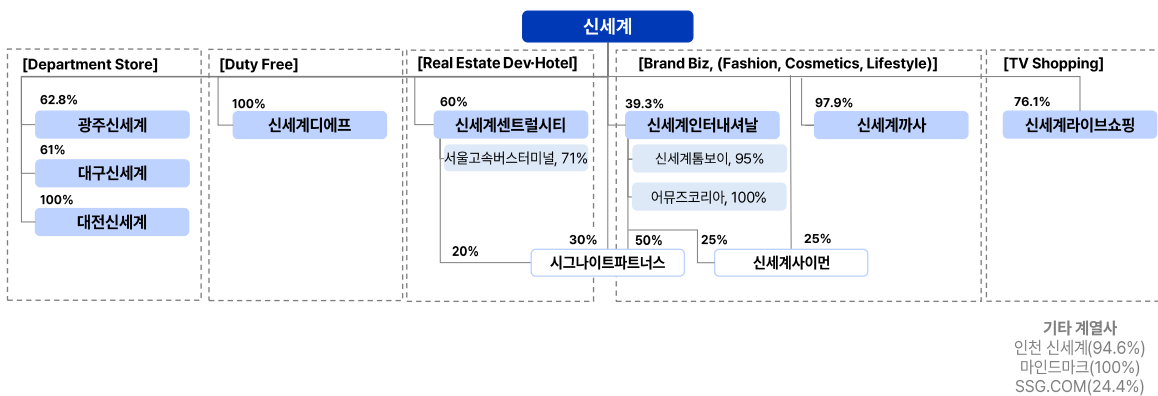 신세계
[Department Store]
62.8%
광주신세계
61%
대구신세계
100%
대전신세계
[Duty Free]
100%
신세계디에프
[Real Estate Dev·Hotel]
60%
신세계센트럴시티
서울고속버스터미널, 71%
20%
30%
[Brand Biz, (Fashion, Cosmetics, Lifestyle)]
39.3%
신세계인터내셔날
신세계톰보이, 95%
어뮤즈코리아, 100%
50%
시그나이트파트너스
97.9%
신세계까사
25%
25%
신세계사이먼
[TV Shopping]
76.1%
신세계라이브쇼핑
기타 계열사
인천 신세계(94.6%)
마인드마크(100%)
SSG.COM(24.4%)